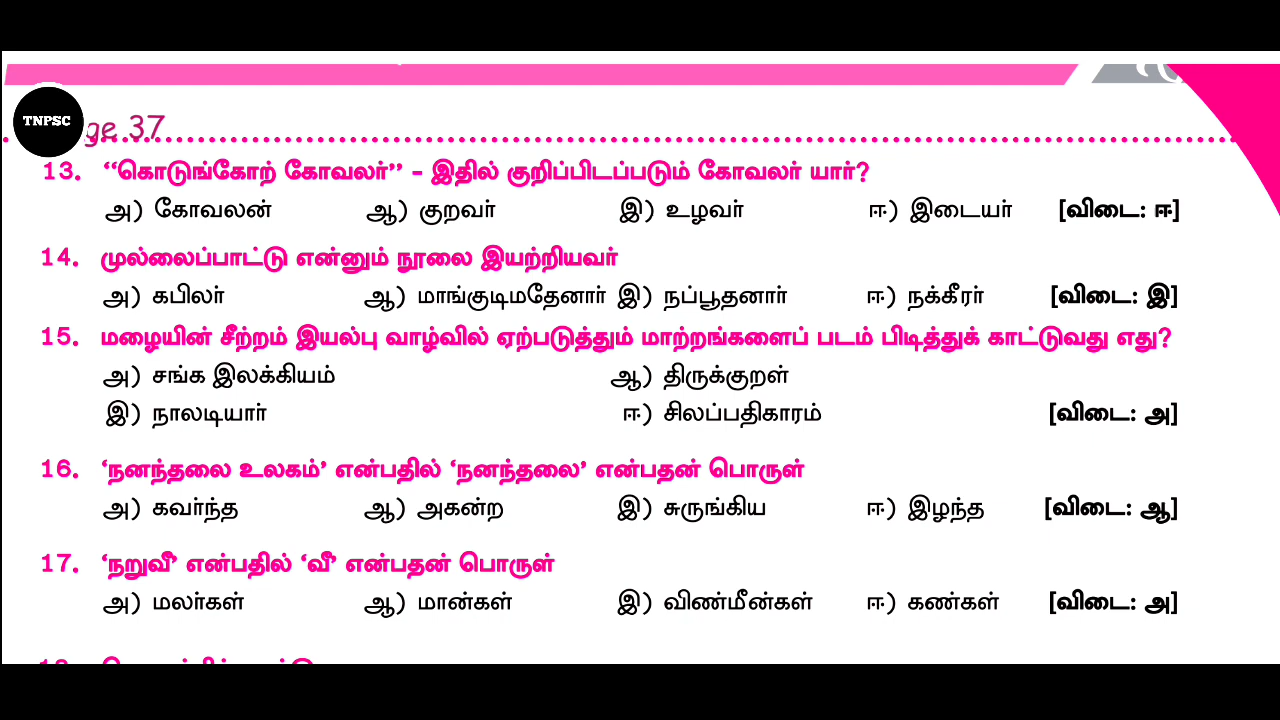 TNPSC
ge 37
13. “கொடுங்கோற் கோவலர்” - இதில் குறிப்பிடப்படும் கோவலர் யார்?
அ) கோவலன் ஆ) குறவர் இ) உழவர் ஈ) இடையர் [விடை: ஈ]
14. முல்லைப்பாட்டு என்னும் நூலை இயற்றியவர்
அ) கபிலர் ஆ) மாங்குடிமதேனார் இ) நப்பூதனார் ஈ) நக்கீரர் [விடை: இ]
15. மழையின் சீற்றம் இயல்பு வாழ்வில் ஏற்படுத்தும் மாற்றங்களைப் படம் பிடித்துக் காட்டுவது எது?
அ) சங்க இலக்கியம் ஆ) திருக்குறள்
இ) நாலடியார் ஈ) சிலப்பதிகாரம் [விடை: அ]
16. ‘நனந்தலை உலகம்’ என்பதில் ‘நனந்தலை’ என்பதன் பொருள்
அ) கவர்ந்த ஆ) அகன்ற இ) சுருங்கிய ஈ) இழந்த [விடை: ஆ]
17. ‘நறுவீ’ என்பதில் ‘வீ’ என்பதன் பொருள்
அ) மலர்கள் ஆ) மான்கள் இ) விண்மீன்கள் ஈ) கண்கள் [விடை: அ]